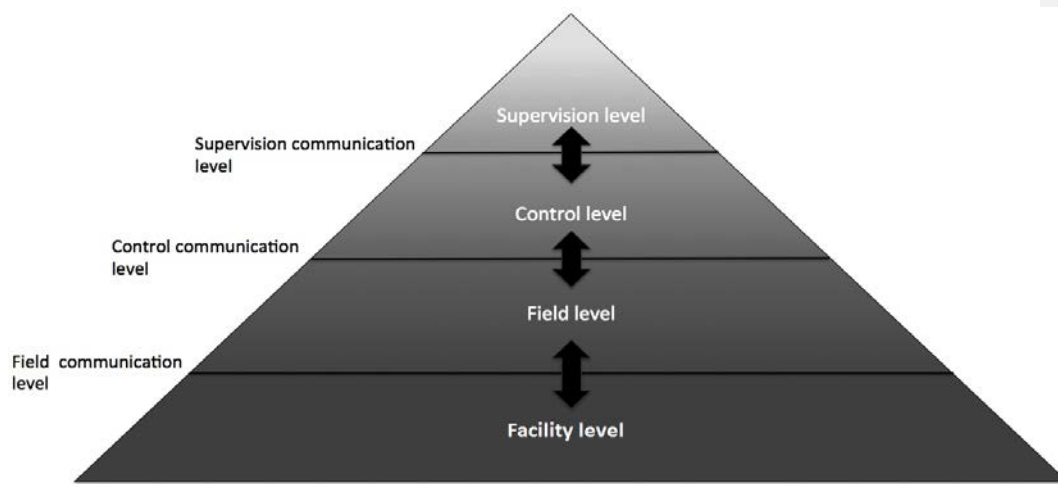 Supervision level
Supervision communication
level
Control level
Control communication
level
Field level
Field communication
level
Facility level